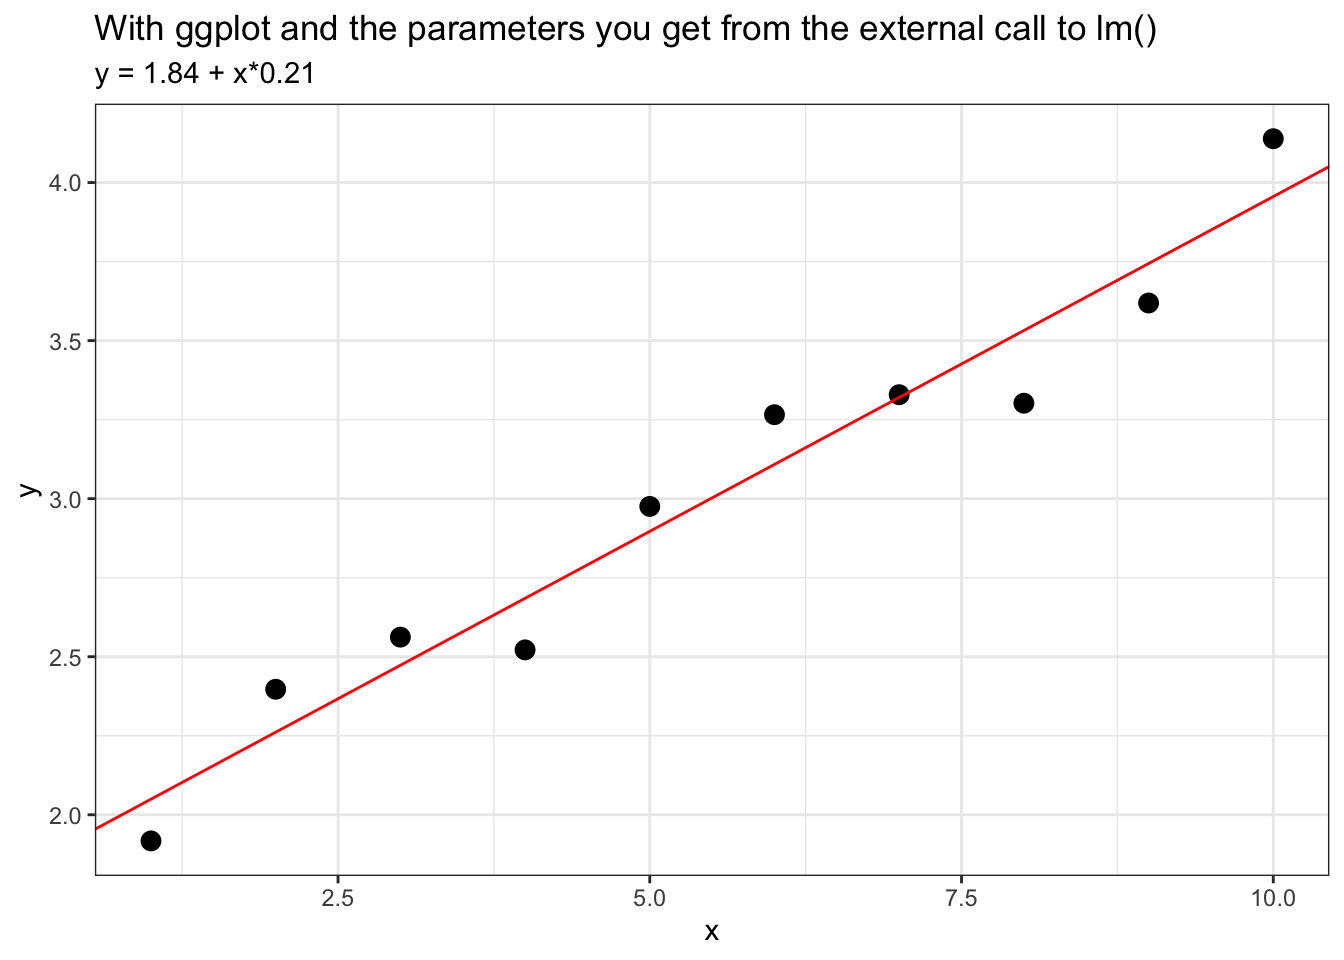 With ggplot and the parameters you get from the external call to lm()
y = 1.84 + x*0.21
4.0
3.5
3.0
2.5
2.0
y
2.5 5.0 7.5 10.0
x